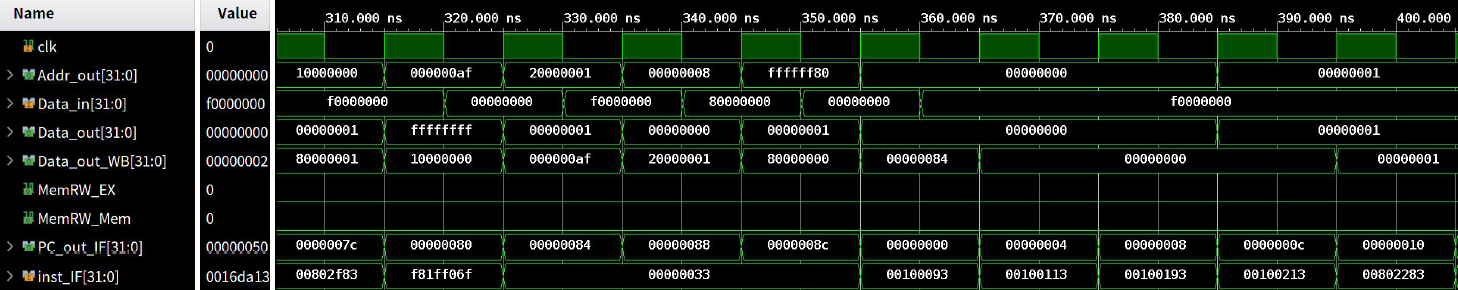 Name Value 310.000 ns 320.000 ns 330.000 ns 340.000 ns 350.000 ns 360.000 ns 370.000 ns 380.000 ns 390.000 ns 400.000
clk 0
Addr_out[31:0] 00000000 10000000 000000af 20000001 00000008 ffffff80 00000000 00000001
Data_in[31:0] f0000000 f0000000 00000000 f0000000 80000000 00000000 f0000000
Data_out[31:0] 00000000 00000001 ffffffff 00000001 00000000 00000001 00000000 00000001
Data_out_WB[31:0] 00000002 80000001 10000000 000000af 20000001 80000000 00000084 00000000 00000001
MemRW_EX 0
MemRW_Mem 0
PC_out_IF[31:0] 00000050 0000007c 00000080 00000084 00000088 0000008c 00000000 00000004 00000008 0000000c 00000010
inst_IF[31:0] 0016da13 00802f83 f81ff06f 00000033 00100093 00100113 00100193 00100213 00802283